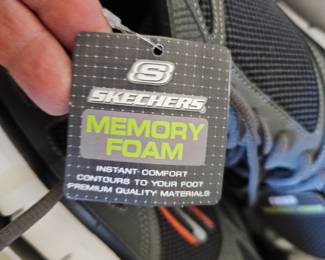 S
SKECHERS
MEMORY
FOAM
INSTANT-COMFORT
CONTOURS TO YOUR FOOT
PREMIUM QUALITY MATERIALS